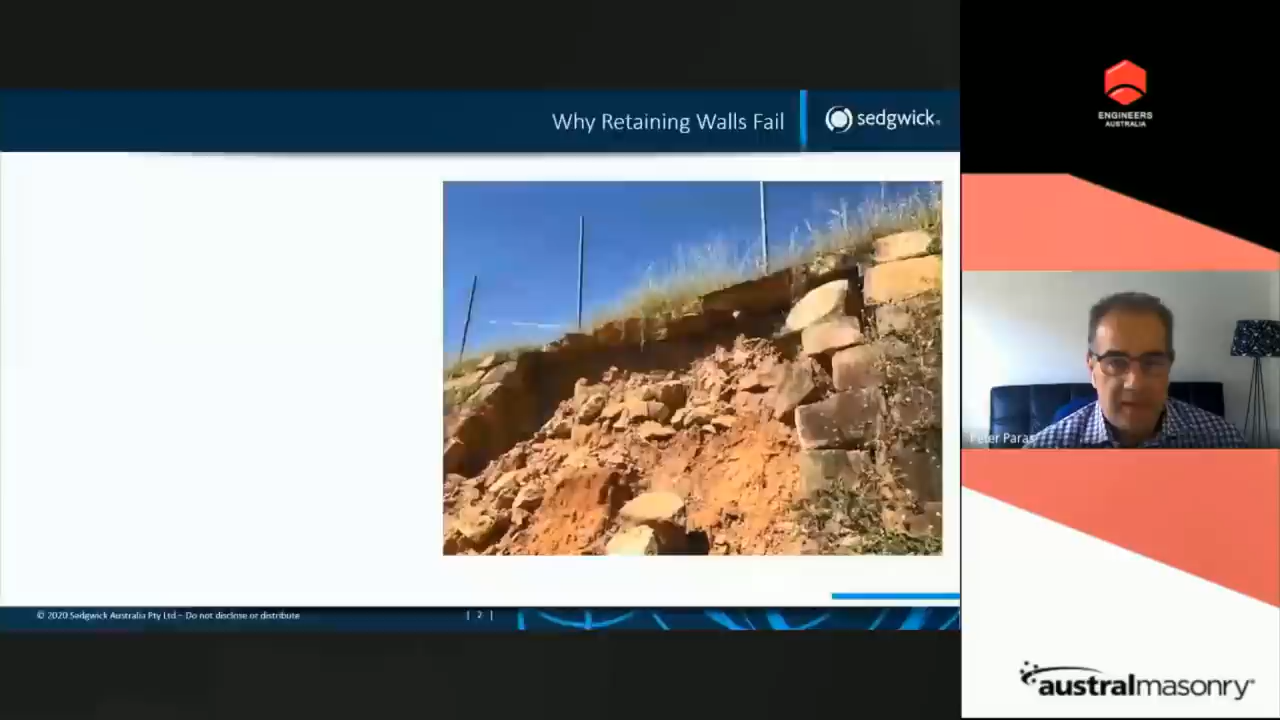 Why Retaining Walls Fail
sedgwick
© 2020 Sedgwick Australia Pty Ltd – Do not disclose or distribute
| 2 |
ENGINEERS
AUSTRALIA
Peter Paras
australmasonry